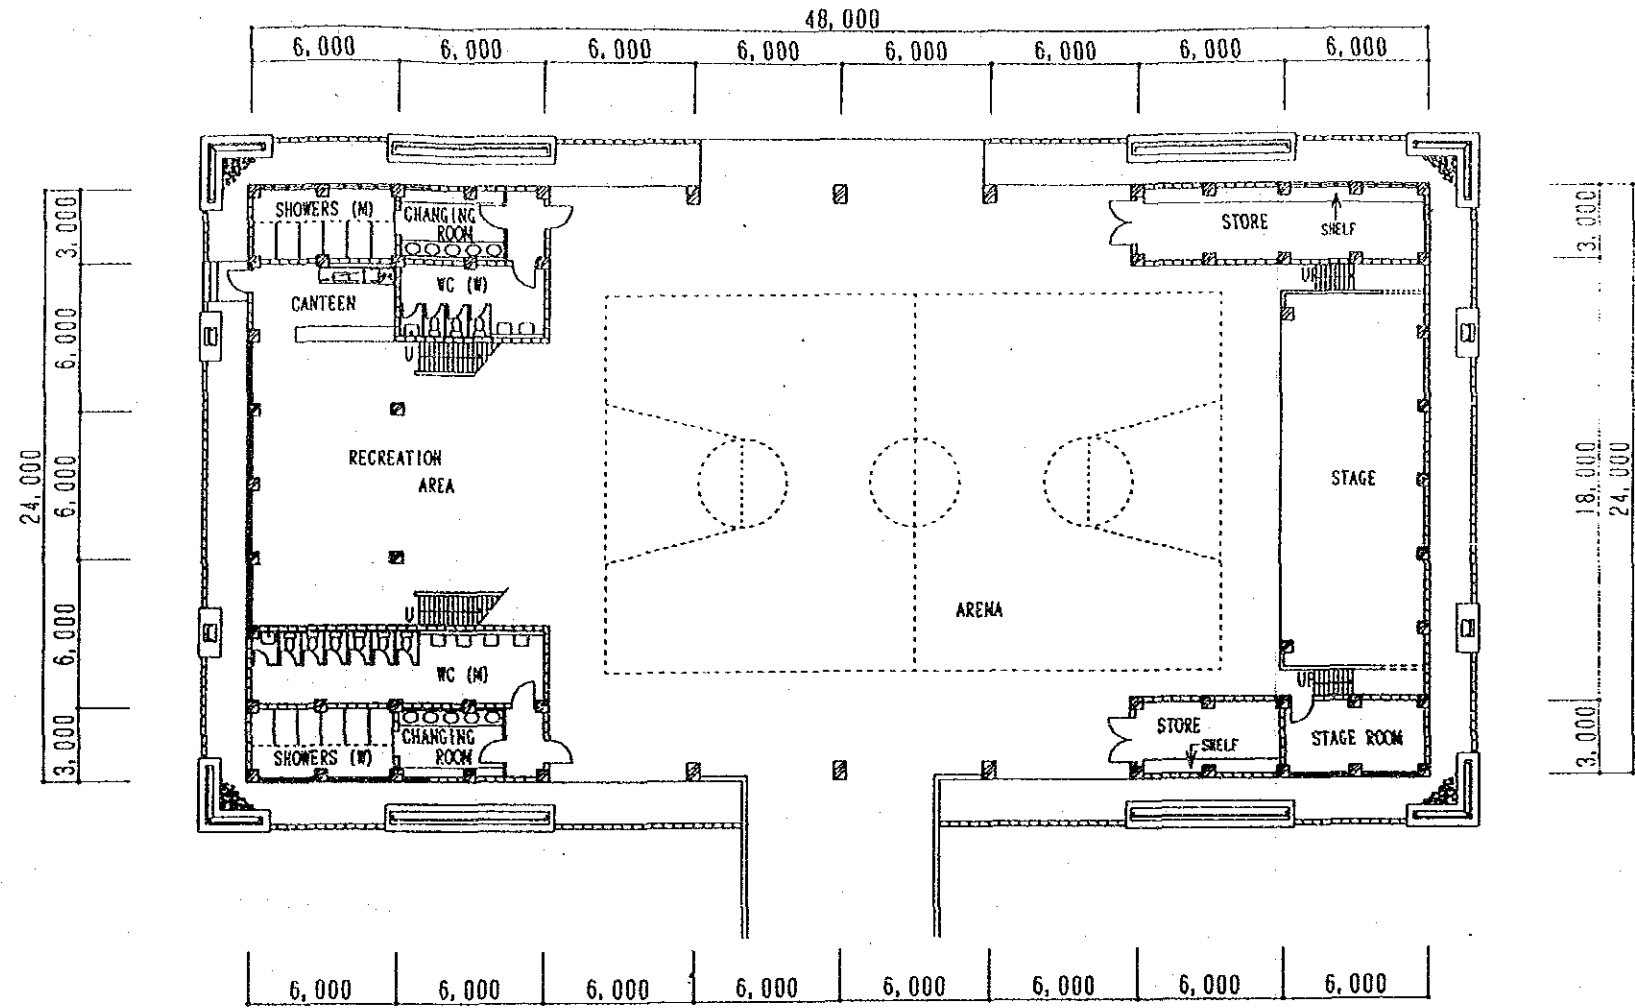 48,000
6,000 6,000 6,000 6,000 6,000 6,000 6,000 6,000
3,000
6,000
6,000
6,000
3,000
24,000
SHOWERS (M)
CHANGING
ROOM
STORE
SHELF
UP
WC (W)
CANTEEN
U
RECREATION
AREA
STAGE
ARENA
U
WC (M)
UP
CHANGING
ROOM
SHOWERS (W)
STORE
SHELF
STAGE ROOM
3,000
18,000
3,000
24,000
6,000 6,000 6,000 6,000 6,000 6,000 6,000 6,000